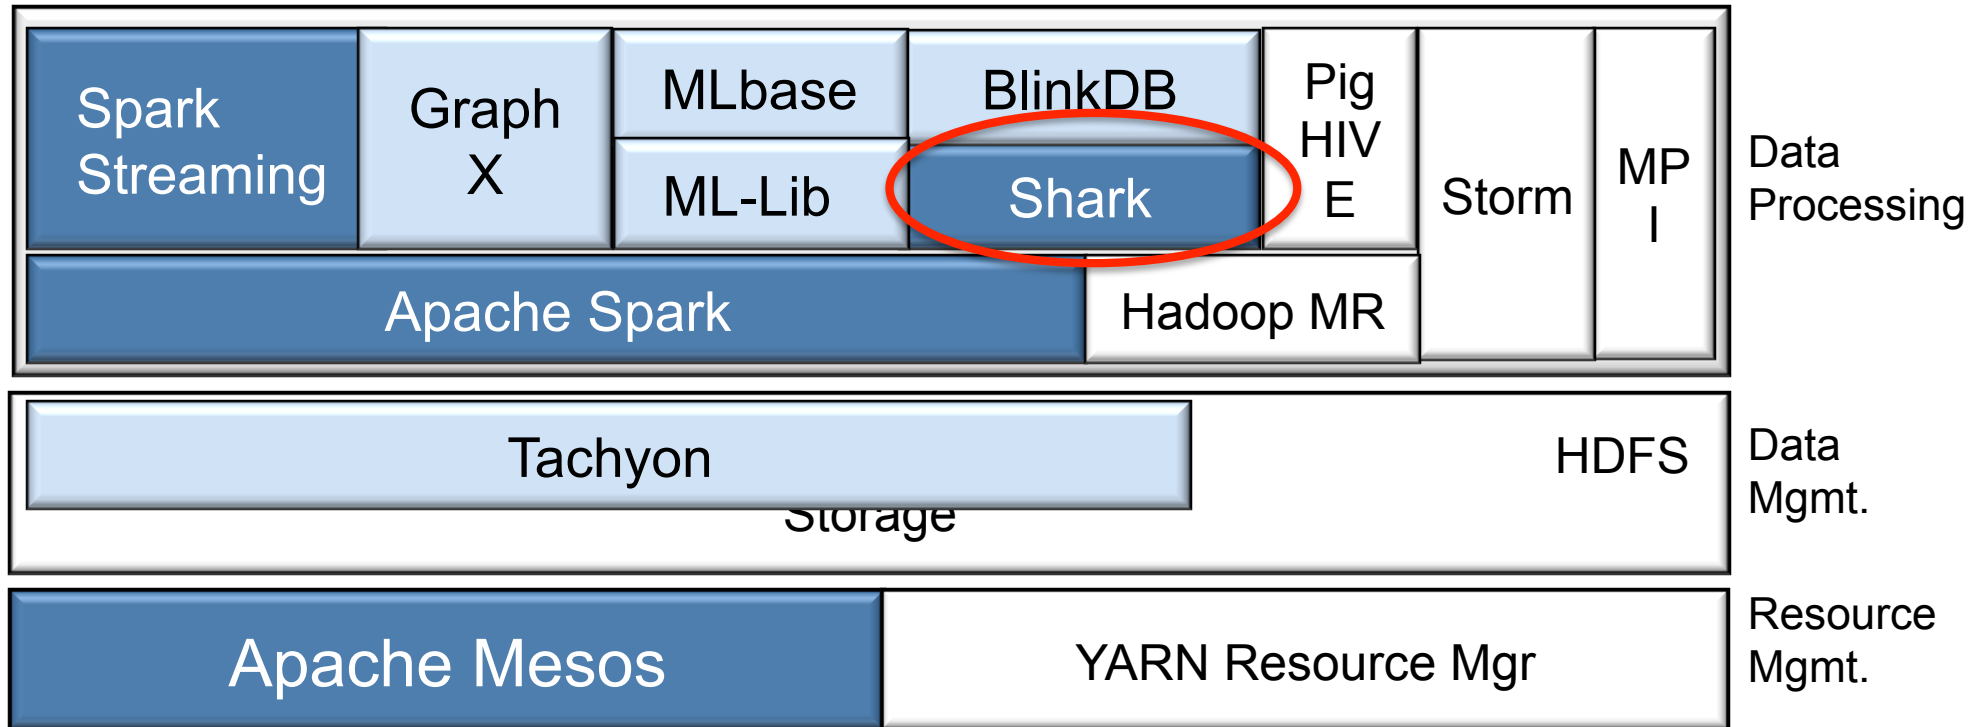 Spark
Streaming
Graph
X
MLbase
ML-Lib
BlinkDB
Shark
Pig
HIV
E
Storm
MP
I
Data
Processing
Apache Spark
Hadoop MR
Tachyon
HDFS
Storage
Data
Mgmt.
Apache Mesos
YARN Resource Mgr
Resource
Mgmt.